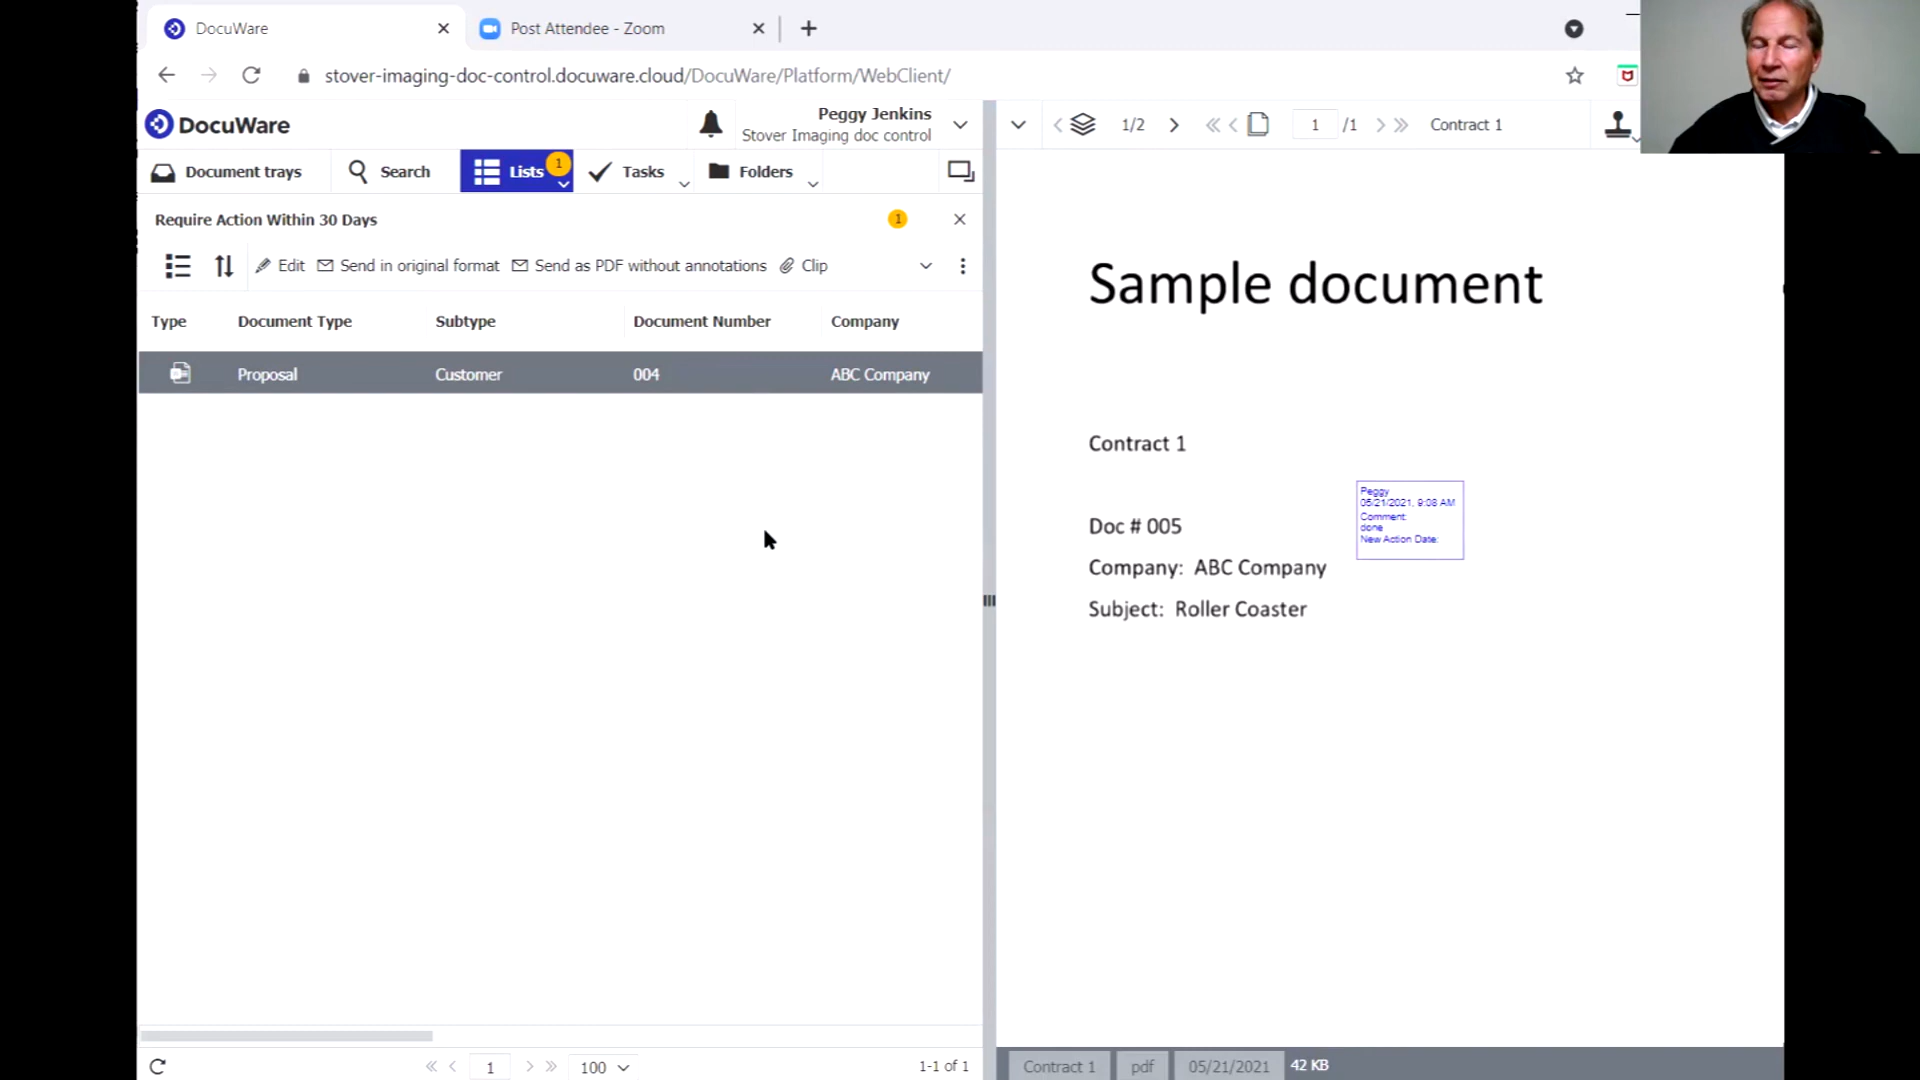 DocuWare
Post Attendee - Zoom
stover-imaging-doc-control.docuware.cloud/DocuWare/Platform/WebClient/
DocuWare
Peggy Jenkins
Stover Imaging doc control
1/2
1 /1
Contract 1
Document trays
Search
Lists
1
Tasks
Folders
Require Action Within 30 Days
1
Edit
Send in original format
Send as PDF without annotations
Clip
Type Document Type Subtype Document Number Company
Proposal Customer 004 ABC Company
1
100
1-1 of 1
Sample document
Contract 1
Doc # 005
Company: ABC Company
Subject: Roller Coaster
Peggy
05/21/2021, 9:08 AM
Comment:
done
New Action Date:
Contract 1 pdf 05/21/2021 42 KB